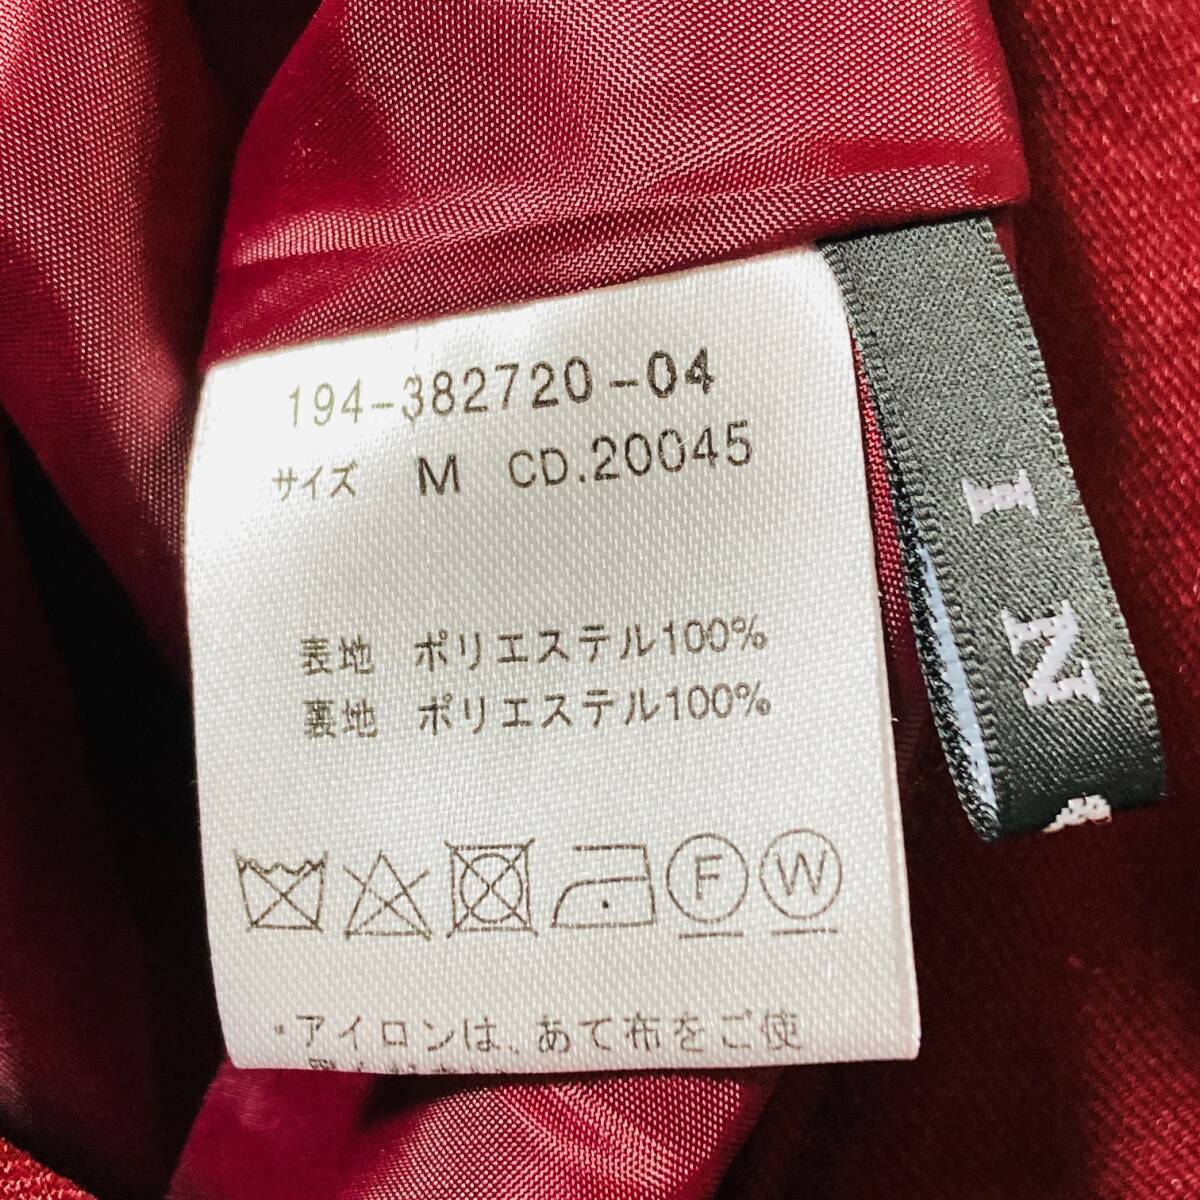 194-382720-04
サイズ M CD.20045
表地 ポリエステル100%
裏地 ポリエステル100%
F W
・アイロンは、あて布をご使
I N